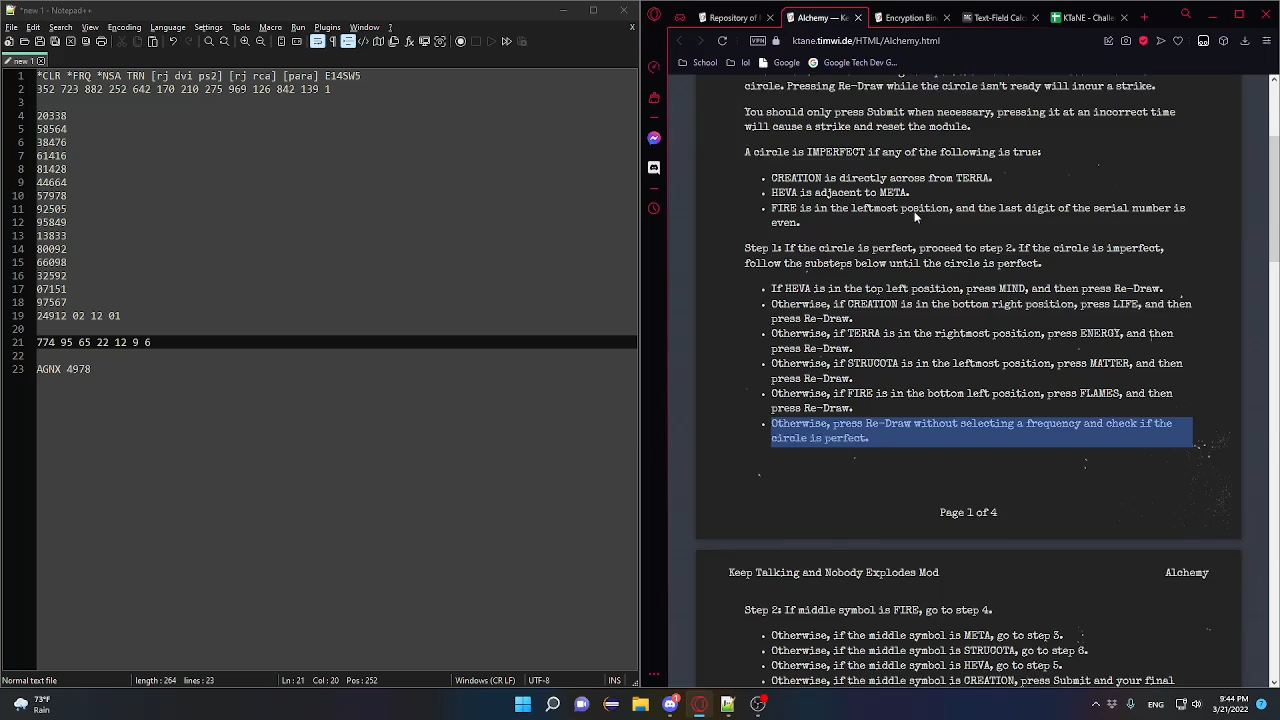 *new 1 - Notepad++
File Edit Search View Encoding Language Settings Tools Macro Run Plugins Window ? X
new 1
1 *CLR *FRQ *SIG TRN [rj dvi ps2] [rj rca] [para] EI4SW5
2 352 723 882 232 642 170 202 273 969 126 842 139 1
3
4 20338
5 58564
6 38476
7 61416
8 81428
9 44664
10 57978
11 92505
12 95849
13 13833
14 80092
15 66098
16 32592
17 07151
18 97567
19 24912 02 12 01
20
21 774 95 65 22 12 9 6
22
23 AGNX 4978
Normal text file length : 264 lines : 23 Ln : 21 Col : 20 Pos : 252 Windows (CR LF) UTF-8 INS
Repository of M Alchemy — Ke Encryption Bin Text-Field Calc KTaNE - Challe
VPN ktane.timwi.de/HTML/Alchemy.html
School lol Google Google Tech Dev G...
circle. Pressing Re-Draw while the circle isn't ready will incur a strike.
You should only press Submit when necessary, pressing it at an incorrect time
will cause a strike and reset the module.
A circle is IMPERFECT if any of the following is true:
• CREATION is directly across from TERRA.
• HEVA is adjacent to META.
• FIRE is in the leftmost position, and the last digit of the serial number is
even.
Step 1: If the circle is perfect, proceed to step 2. If the circle is imperfect,
follow the substeps below until the circle is perfect.
• If HEVA is in the top left position, press MIND, and then press Re-Draw.
• Otherwise, if CREATION is in the bottom right position, press LIFE, and then
press Re-Draw.
• Otherwise, if TERRA is in the rightmost position, press ENERGY, and then
press Re-Draw.
• Otherwise, if STRUCOTA is in the leftmost position, press MATTER, and then
press Re-Draw.
• Otherwise, if FIRE is in the bottom left position, press FLAMES, and then
press Re-Draw.
• Otherwise, press Re-Draw without selecting a frequency and check if the
circle is perfect.
Page 1 of 4
Keep Talking and Nobody Explodes Mod Alchemy
Step 2: If middle symbol is FIRE, go to step 4.
• Otherwise, if the middle symbol is META, go to step 3.
• Otherwise, if the middle symbol is STRUCOTA, go to step 6.
• Otherwise, if the middle symbol is HEVA, go to step 5.
• Otherwise, if the middle symbol is CREATION, press Submit and your final
73°F
Rain
9:44 PM
3/21/2022